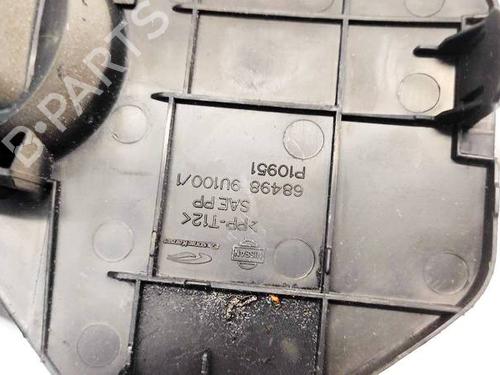 B-PARTS
P10951
68498 9U100/1
SAE PP
>PP-T12<
NISSAN